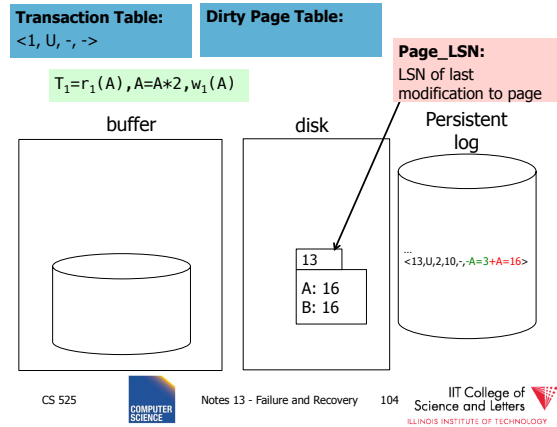 Transaction Table:
<1, U, -, ->
Dirty Page Table:
Page_LSN:
LSN of last
modification to page
T1=r1(A),A=A*2,w1(A)
buffer
disk
Persistent
log
13
A: 16
B: 16
...
<13,U,2,10,-,-A=3+A=16>
CS 525
COMPUTER
SCIENCE
Notes 13 - Failure and Recovery
104
IIT College of
Science and Letters
ILLINOIS INSTITUTE OF TECHNOLOGY